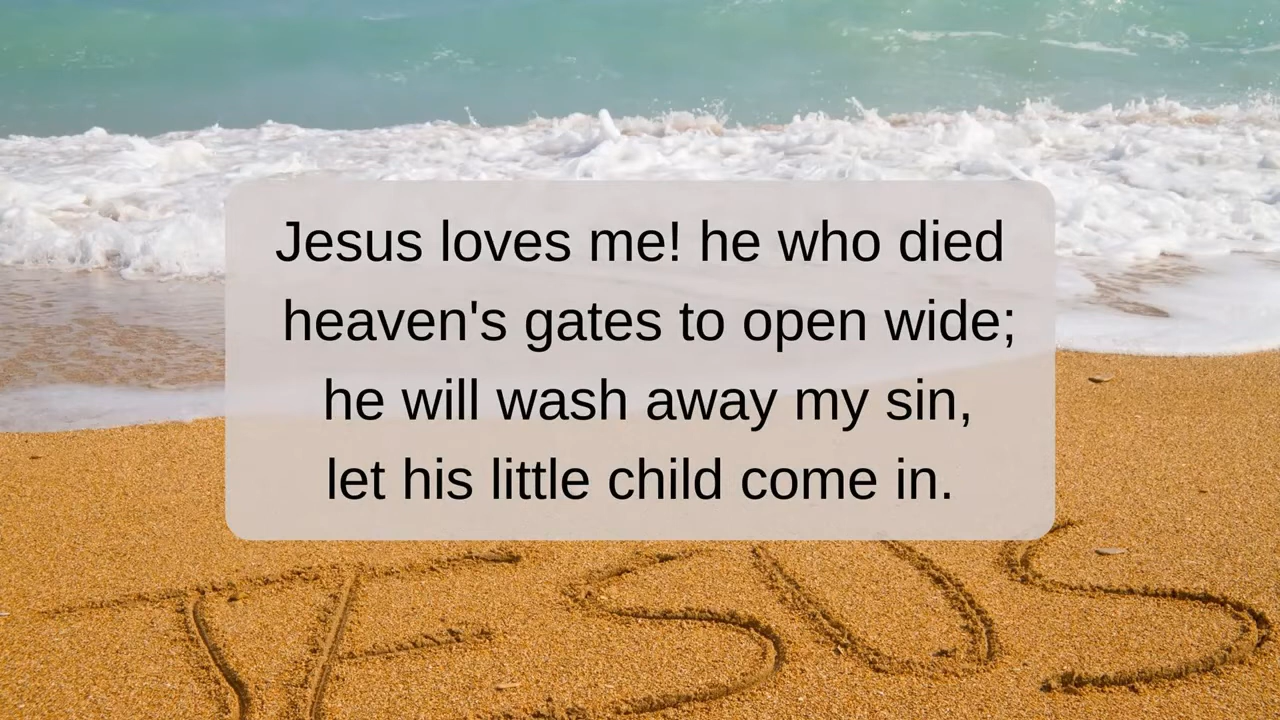 Jesus loves me! he who died
heaven's gates to open wide;
he will wash away my sin,
let his little child come in.
JESUS